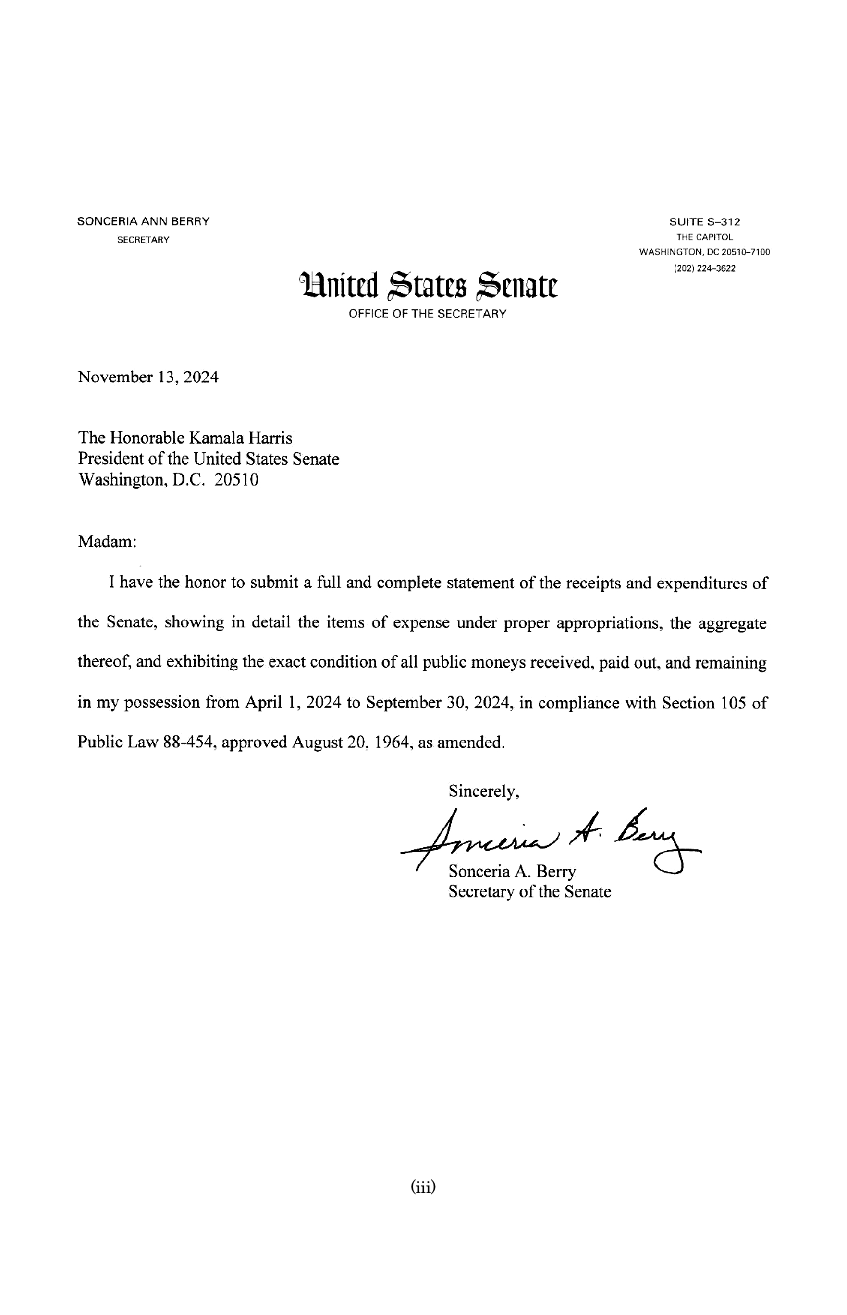 SONCERIA ANN BERRY
SECRETARY
SUITE S–312
THE CAPITOL
WASHINGTON, DC 20510–7100
(202) 224–3622
United States Senate
OFFICE OF THE SECRETARY
November 13, 2024
The Honorable Kamala Harris
President of the United States Senate
Washington, D.C. 20510
Madam:
I have the honor to submit a full and complete statement of the receipts and expenditures of
the Senate, showing in detail the items of expense under proper appropriations, the aggregate
thereof, and exhibiting the exact condition of all public moneys received, paid out, and remaining
in my possession from April 1, 2024 to September 30, 2024, in compliance with Section 105 of
Public Law 88-454, approved August 20, 1964, as amended.
Sincerely,
Sonceria A. Berry
Sonceria A. Berry
Secretary of the Senate
(iii)